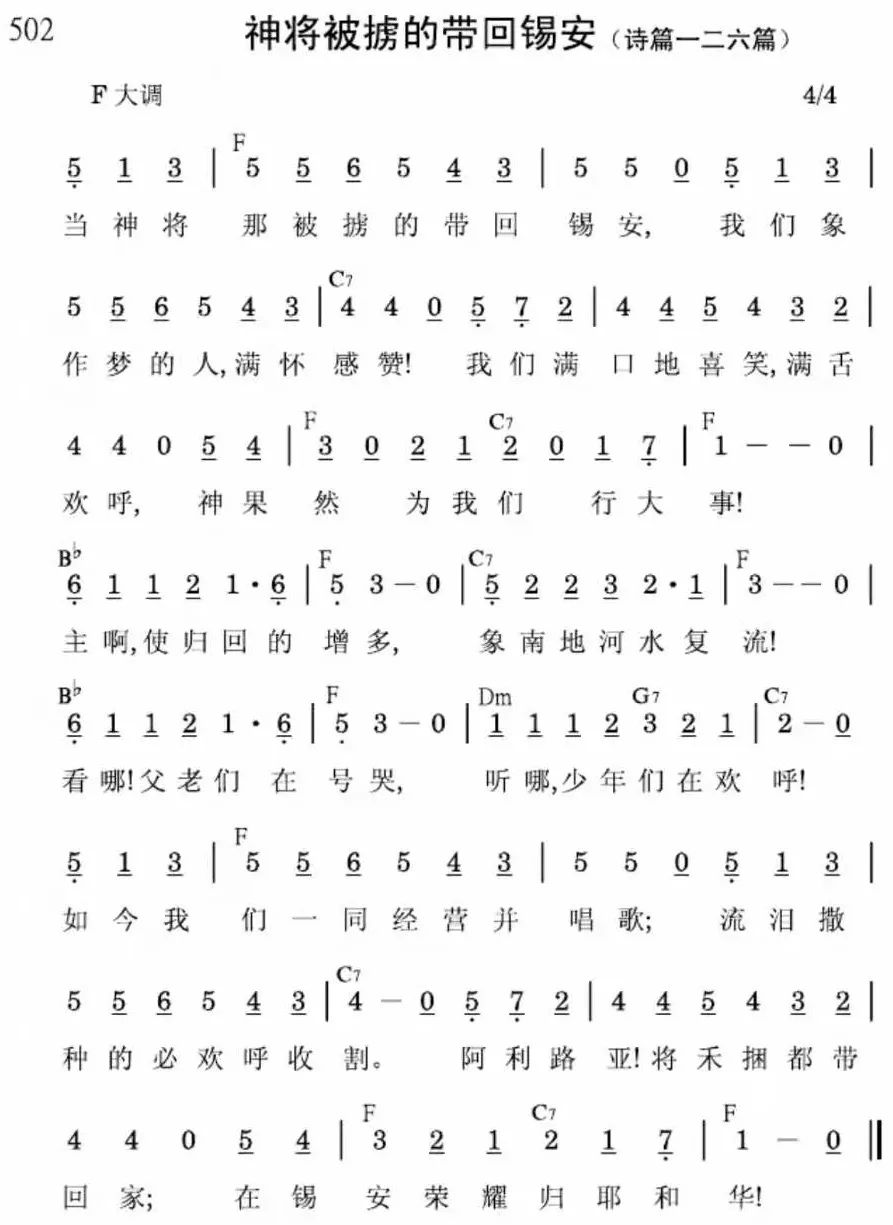 502 神将被掳的带回锡安（诗篇一二六篇）
F 大调 4/4
F
5 1 3 | 5 5 6 5 4 3 | 5 5 0 5 1 3 |
当 神 将 那 被 掳 的 带 回 锡 安, 我 们 象
C7
5 5 6 5 4 3 | 4 4 0 5 7 2 | 4 4 5 4 3 2 |
作 梦 的 人, 满 怀 感 赞! 我 们 满 口 地 喜 笑, 满 舌
F C7 F
4 4 0 5 4 | 3 0 2 1 2 0 1 7 | 1 — — 0 |
欢 呼, 神 果 然 为 我 们 行 大 事!
B♭ F C7 F
6 1 1 2 1 · 6 | 5 3 — 0 | 5 2 2 3 2 · 1 | 3 — — 0 |
主 啊, 使 归 回 的 增 多, 象 南 地 河 水 复 流!
B♭ F Dm G7 C7
6 1 1 2 1 · 6 | 5 3 — 0 | 1 1 1 2 3 2 1 | 2 — 0
看 哪! 父 老 们 在 号 哭, 听 哪, 少 年 们 在 欢 呼!
F
5 1 3 | 5 5 6 5 4 3 | 5 5 0 5 1 3 |
如 今 我 们 一 同 经 营 并 唱 歌; 流 泪 撒
C7
5 5 6 5 4 3 | 4 — 0 5 7 2 | 4 4 5 4 3 2 |
种 的 必 欢 呼 收 割。 阿 利 路 亚! 将 禾 捆 都 带
F C7 F
4 4 0 5 4 | 3 2 1 2 1 7 | 1 — 0 ‖
回 家; 在 锡 安 荣 耀 归 耶 和 华!